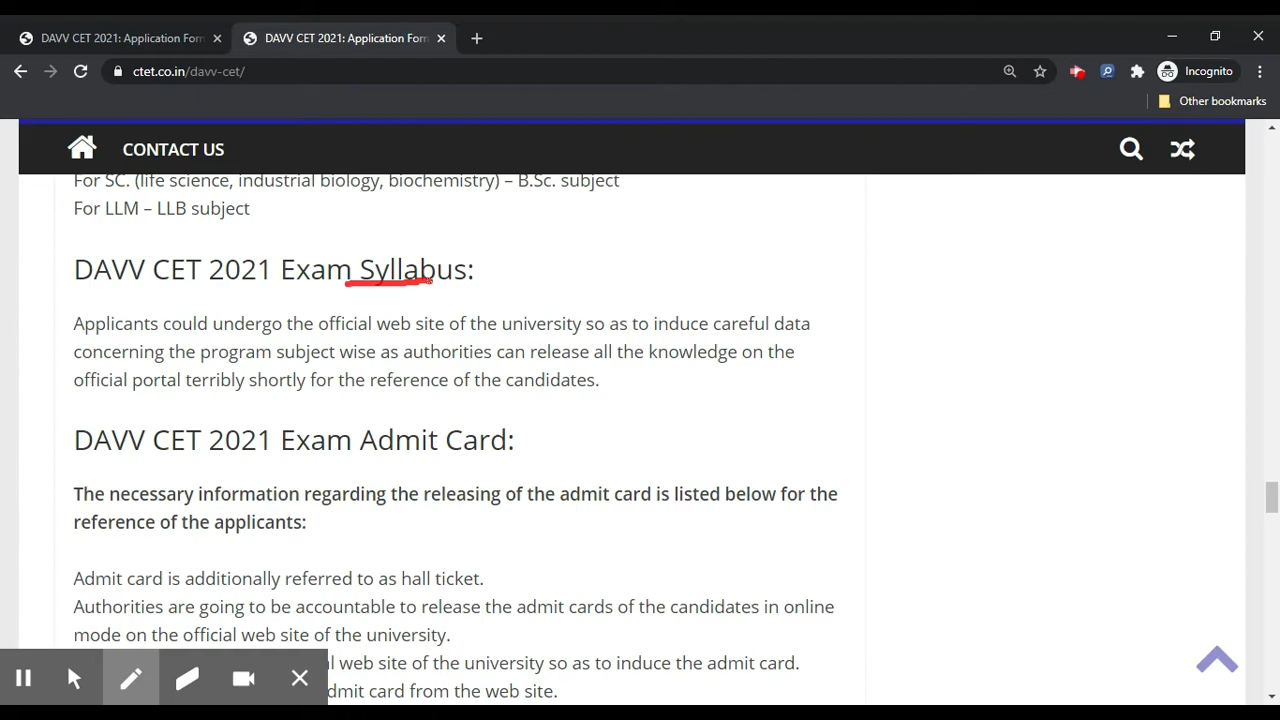 DAVV CET 2021: Application Form
DAVV CET 2021: Application Form
ctet.co.in/davv-cet/
Incognito
Other bookmarks
CONTACT US
For SC. (life science, industrial biology, biochemistry) – B.Sc. subject
For LLM – LLB subject
DAVV CET 2021 Exam Syllabus:
Applicants could undergo the official web site of the university so as to induce careful data
concerning the program subject wise as authorities can release all the knowledge on the
official portal terribly shortly for the reference of the candidates.
DAVV CET 2021 Exam Admit Card:
The necessary information regarding the releasing of the admit card is listed below for the
reference of the applicants:
Admit card is additionally referred to as hall ticket.
Authorities are going to be accountable to release the admit cards of the candidates in online
mode on the official web site of the university.
web site of the university so as to induce the admit card.
card from the web site.